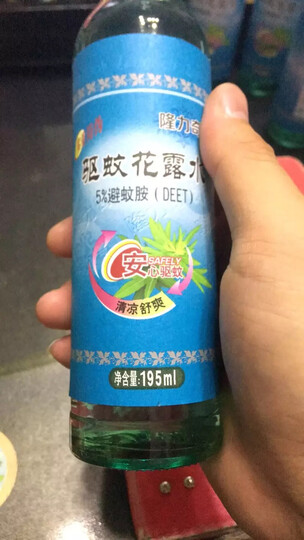 隆力奇
驱蚊花露水
5%避蚊胺(DEET)
安
SAFELY
心驱蚊
清凉舒爽
净含量:195ml